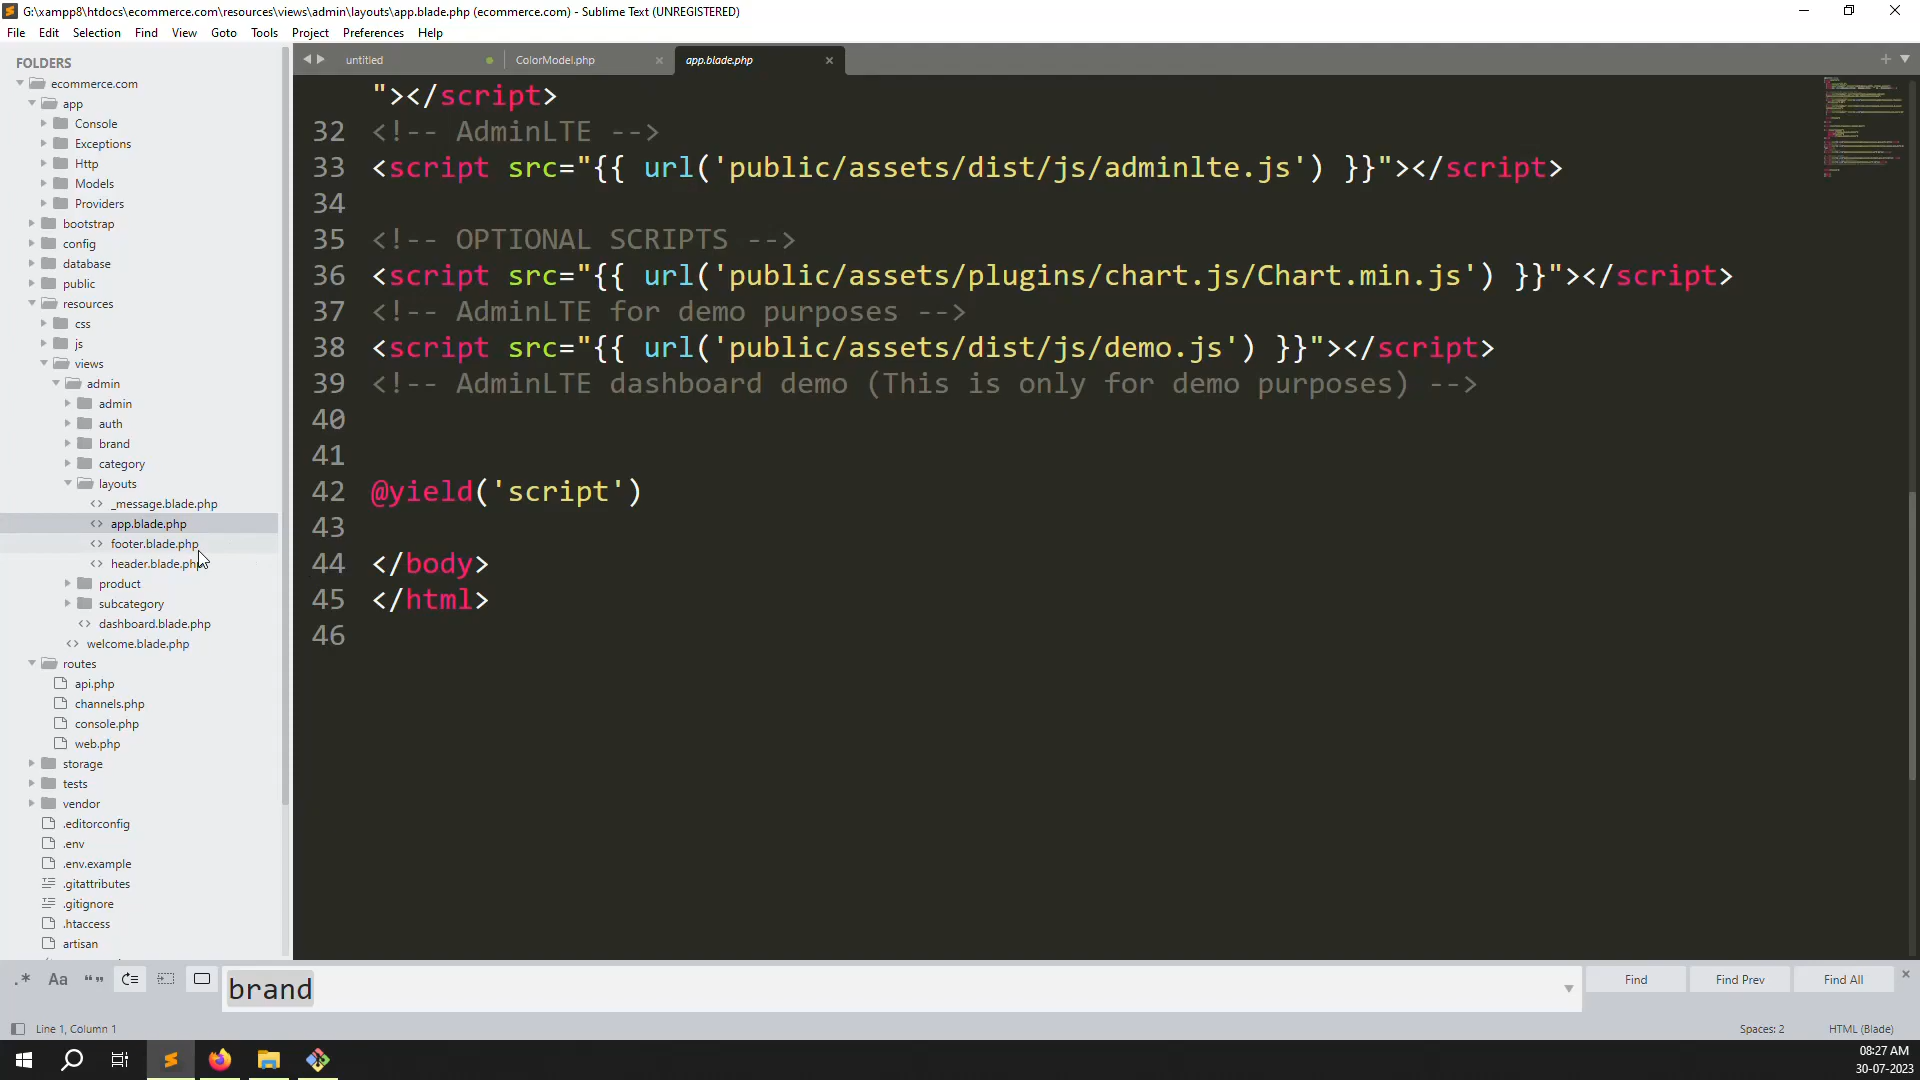 G:\xampp8\htdocs\ecommerce.com\resources\views\admin\layouts\app.blade.php (ecommerce.com) - Sublime Text (UNREGISTERED)
File Edit Selection Find View Goto Tools Project Preferences Help
FOLDERS
ecommerce.com
app
Console
Exceptions
Http
Models
Providers
bootstrap
config
database
public
resources
css
js
views
admin
admin
auth
brand
category
layouts
_message.blade.php
app.blade.php
footer.blade.php
header.blade.php
product
subcategory
dashboard.blade.php
welcome.blade.php
routes
api.php
channels.php
console.php
web.php
storage
tests
vendor
.editorconfig
.env
.env.example
.gitattributes
.gitignore
.htaccess
artisan
untitled ColorModel.php app.blade.php
"></script>
32 <!-- AdminLTE -->
33 <script src="{{ url('public/assets/dist/js/adminlte.js') }}"></script>
34
35 <!-- OPTIONAL SCRIPTS -->
36 <script src="{{ url('public/assets/plugins/chart.js/Chart.min.js') }}"></script>
37 <!-- AdminLTE for demo purposes -->
38 <script src="{{ url('public/assets/dist/js/demo.js') }}"></script>
39 <!-- AdminLTE dashboard demo (This is only for demo purposes) -->
40
41
42 @yield('script')
43
44 </body>
45 </html>
46
.* Aa “” brand Find Find Prev Find All
Line 1, Column 1 Spaces: 2 HTML (Blade)
08:27 AM
30-07-2023